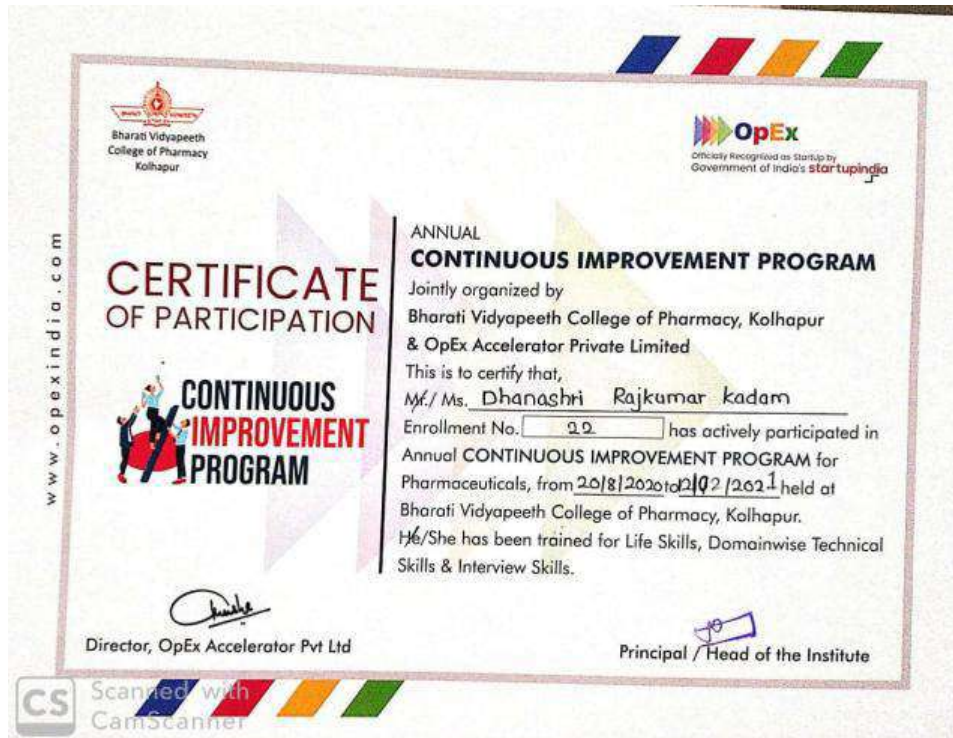 Bharati Vidyapeeth
College of Pharmacy
Kolhapur
OpEx
Officially Recognized as Startup by
Government of India's startupindia
www.opexindia.com
CERTIFICATE
OF PARTICIPATION
CONTINUOUS
IMPROVEMENT
PROGRAM
ANNUAL
CONTINUOUS IMPROVEMENT PROGRAM
Jointly organized by
Bharati Vidyapeeth College of Pharmacy, Kolhapur
& OpEx Accelerator Private Limited
This is to certify that,
Mr./ Ms. Dhanashri Rajkumar kadam
Enrollment No. 22 has actively participated in
Annual CONTINUOUS IMPROVEMENT PROGRAM for
Pharmaceuticals, from 20/8/2020 to 12/02/2021 held at
Bharati Vidyapeeth College of Pharmacy, Kolhapur.
He/She has been trained for Life Skills, Domainwise Technical
Skills & Interview Skills.
Director, OpEx Accelerator Pvt Ltd
Principal / Head of the Institute
CS Scanned with
CamScanner